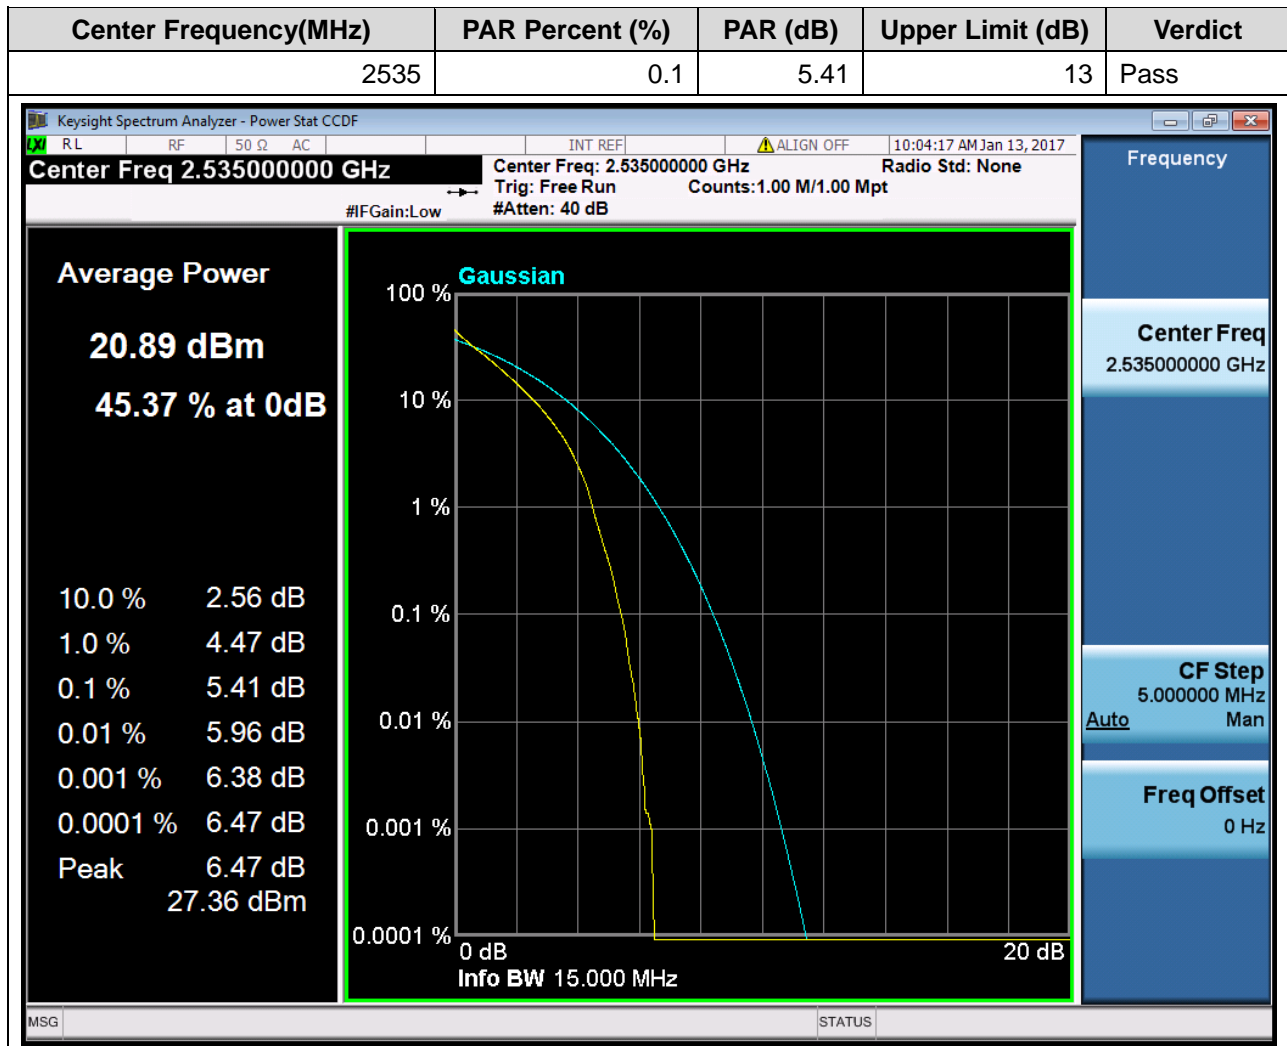 Center Frequency(MHz) PAR Percent (%) PAR (dB) Upper Limit (dB) Verdict
2535 0.1 5.41 13 Pass
Keysight Spectrum Analyzer - Power Stat CCDF
LXI RL RF 50 Ω AC INT REF ALIGN OFF 10:04:17 AM Jan 13, 2017
Center Freq 2.535000000 GHz
Center Freq: 2.535000000 GHz Radio Std: None
Trig: Free Run Counts:1.00 M/1.00 Mpt
#IFGain:Low #Atten: 40 dB
Frequency
Average Power
20.89 dBm
45.37 % at 0dB
10.0 % 2.56 dB
1.0 % 4.47 dB
0.1 % 5.41 dB
0.01 % 5.96 dB
0.001 % 6.38 dB
0.0001 % 6.47 dB
Peak 6.47 dB
27.36 dBm
Gaussian
100 %
10 %
1 %
0.1 %
0.01 %
0.001 %
0.0001 %
0 dB 20 dB
Info BW 15.000 MHz
Center Freq
2.535000000 GHz
CF Step
5.000000 MHz
Auto Man
Freq Offset
0 Hz
MSG STATUS